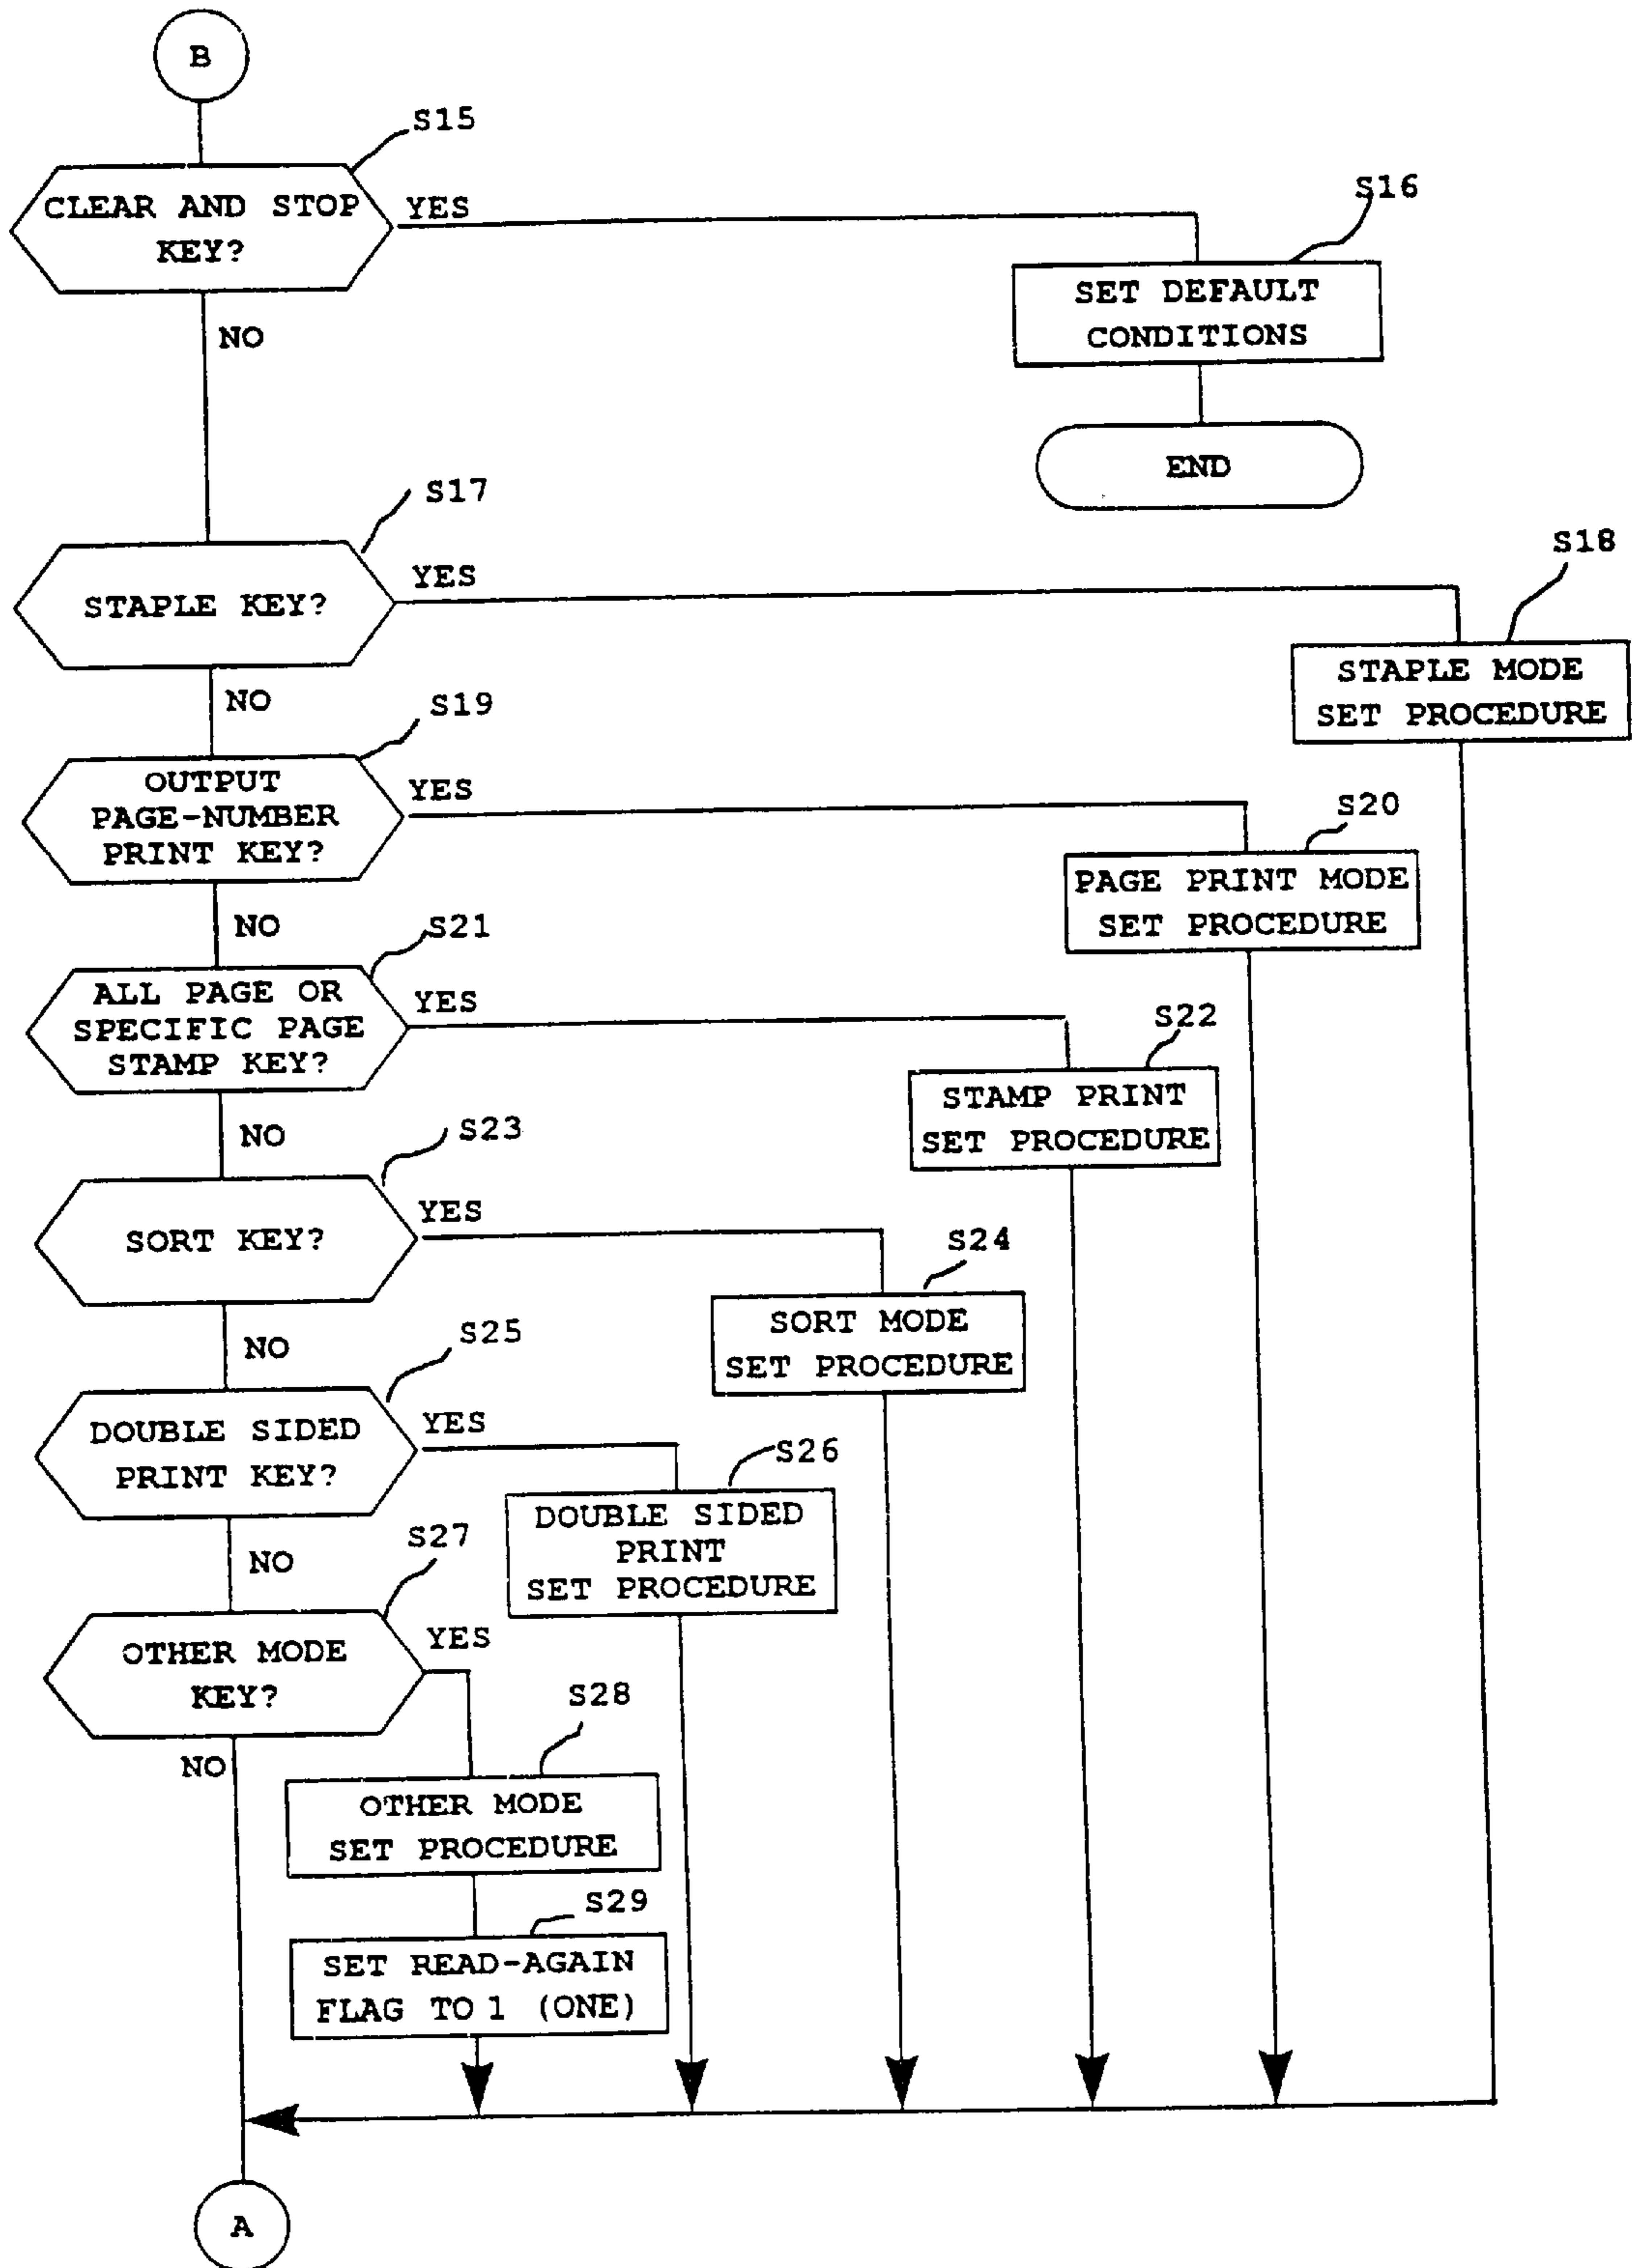 B
S15
CLEAR AND STOP
KEY?
YES
NO
S16
SET DEFAULT
CONDITIONS
END
S17
STAPLE KEY?
YES
NO
S18
STAPLE MODE
SET PROCEDURE
S19
OUTPUT
PAGE-NUMBER
PRINT KEY?
YES
NO
S20
PAGE PRINT MODE
SET PROCEDURE
S21
ALL PAGE OR
SPECIFIC PAGE
STAMP KEY?
YES
NO
S22
STAMP PRINT
SET PROCEDURE
S23
SORT KEY?
YES
NO
S24
SORT MODE
SET PROCEDURE
S25
DOUBLE SIDED
PRINT KEY?
YES
NO
S26
DOUBLE SIDED
PRINT
SET PROCEDURE
S27
OTHER MODE
KEY?
YES
NO
S28
OTHER MODE
SET PROCEDURE
S29
SET READ-AGAIN
FLAG TO 1 (ONE)
A